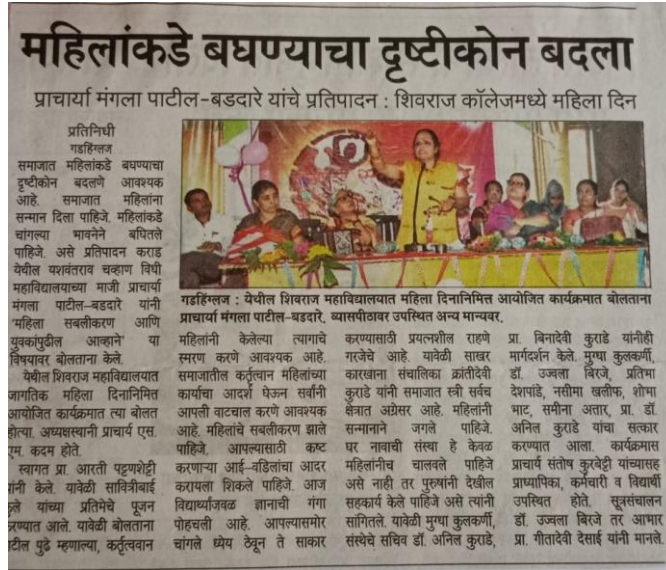 महिलांकडे बघण्याचा दृष्टीकोन बदला
प्राचार्या मंगला पाटील-बडदारे यांचे प्रतिपादन : शिवराज कॉलेजमध्ये महिला दिन
प्रतिनिधी
गडहिंग्लज
समाजात महिलांकडे बघण्याचा
दृष्टीकोन बदलणे आवश्यक
आहे. समाजात महिलांना
सन्मान दिला पाहिजे. महिलांकडे
चांगल्या भावनेने बघितले
पाहिजे. असे प्रतिपादन कराड
येथील यशवंतराव चव्हाण विधी
महाविद्यालयाच्या माजी प्राचार्या
मंगला पाटील-बडदारे यांनी
'महिला सबलीकरण आणि
युवकांपुढील आव्हाने' या
विषयावर बोलताना केले.
येथील शिवराज महाविद्यालयात
जागतिक महिला दिनानिमित्त
आयोजित कार्यक्रमात त्या बोलत
होत्या. अध्यक्षस्थानी प्राचार्य एस.
एम. कदम होते.
स्वागत प्रा. आरती पट्टणशेट्टी
यांनी केले. यावेळी सावित्रीबाई
फुले यांच्या प्रतिमेचे पूजन
करण्यात आले. यावेळी बोलताना
पाटील पुढे म्हणाल्या, कर्तृत्ववान
गडहिंग्लज : येथील शिवराज महाविद्यालयात महिला दिनानिमित्त आयोजित कार्यक्रमात बोलताना
प्राचार्या मंगला पाटील-बडदारे. व्यासपीठावर उपस्थित अन्य मान्यवर.
महिलांनी केलेल्या त्यागाचे
स्मरण करणे आवश्यक आहे.
समाजातील कर्तृत्वान महिलांच्या
कार्याचा आदर्श घेऊन सर्वांनी
आपली वाटचाल करणे आवश्यक
आहे. महिलांचे सबलीकरण झाले
पाहिजे. आपल्यासाठी कष्ट
करणाऱ्या आई-वडिलांचा आदर
करायला शिकले पाहिजे. आज
विद्यार्थ्यांजवळ ज्ञानाची गंगा
पोहचली आहे. आपल्यासमोर
चांगले ध्येय ठेवून ते साकार
करण्यासाठी प्रयत्नशील राहणे
गरजेचे आहे. यावेळी साखर
कारखाना संचालिका क्रांतीदेवी
कुराडे यांनी समाजात स्त्री सर्वच
क्षेत्रात अग्रेसर आहे. महिलांनी
सन्मानाने जगले पाहिजे.
घर नावाची संस्था हे केवळ
महिलांनीच चालवले पाहिजे
असे नाही तर पुरुषांनी देखील
सहकार्य केले पाहिजे असे त्यांनी
सांगितले. यावेळी मुग्धा कुलकर्णी,
संस्थेचे सचिव डॉ. अनिल कुराडे,
प्रा. बिनादेवी कुराडे यांनीही
मार्गदर्शन केले. मुग्धा कुलकर्णी,
डॉ. उज्वला बिरजे, प्रतिभा
देशपांडे, नसीमा खलीफ, शोभा
भाट, समीना अत्तार, प्रा. डॉ.
अनिल कुराडे यांचा सत्कार
करण्यात आला. कार्यक्रमास
प्राचार्य संतोष कुरबेट्टी यांच्यासह
प्राध्यापिका, कर्मचारी व विद्यार्थी
उपस्थित होते. सूत्रसंचालन
डॉ. उज्वला बिरजे तर आभार
प्रा. गीतादेवी देसाई यांनी मानले.